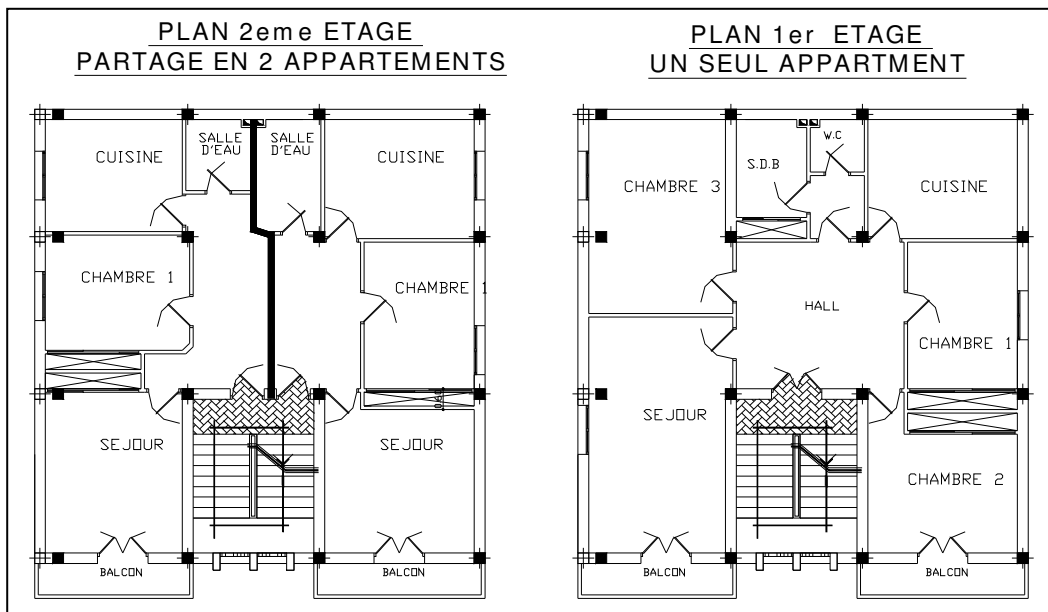 PLAN 2eme ETAGE
PARTAGE EN 2 APPARTEMENTS
CUISINE
SALLE
D'EAU
SALLE
D'EAU
CUISINE
CHAMBRE 1
CHAMBRE 1
SEJOUR
SEJOUR
BALCON
BALCON
PLAN 1er ETAGE
UN SEUL APPARTMENT
W.C
S.D.B
CHAMBRE 3
CUISINE
HALL
CHAMBRE 1
SEJOUR
CHAMBRE 2
BALCON
BALCON